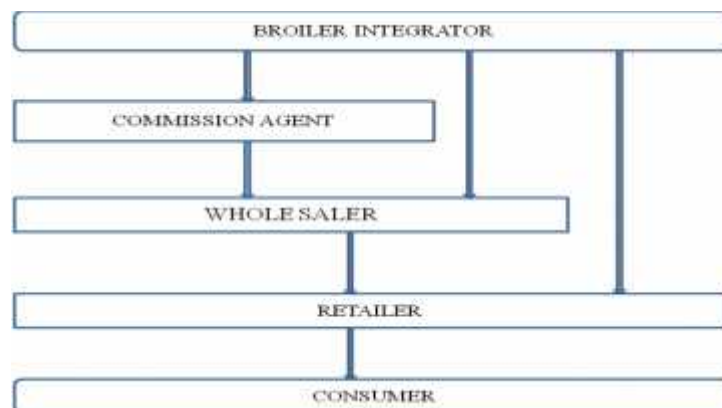 BROILER INTEGRATOR
COMMISSION AGENT
WHOLE SALER
RETAILER
CONSUMER